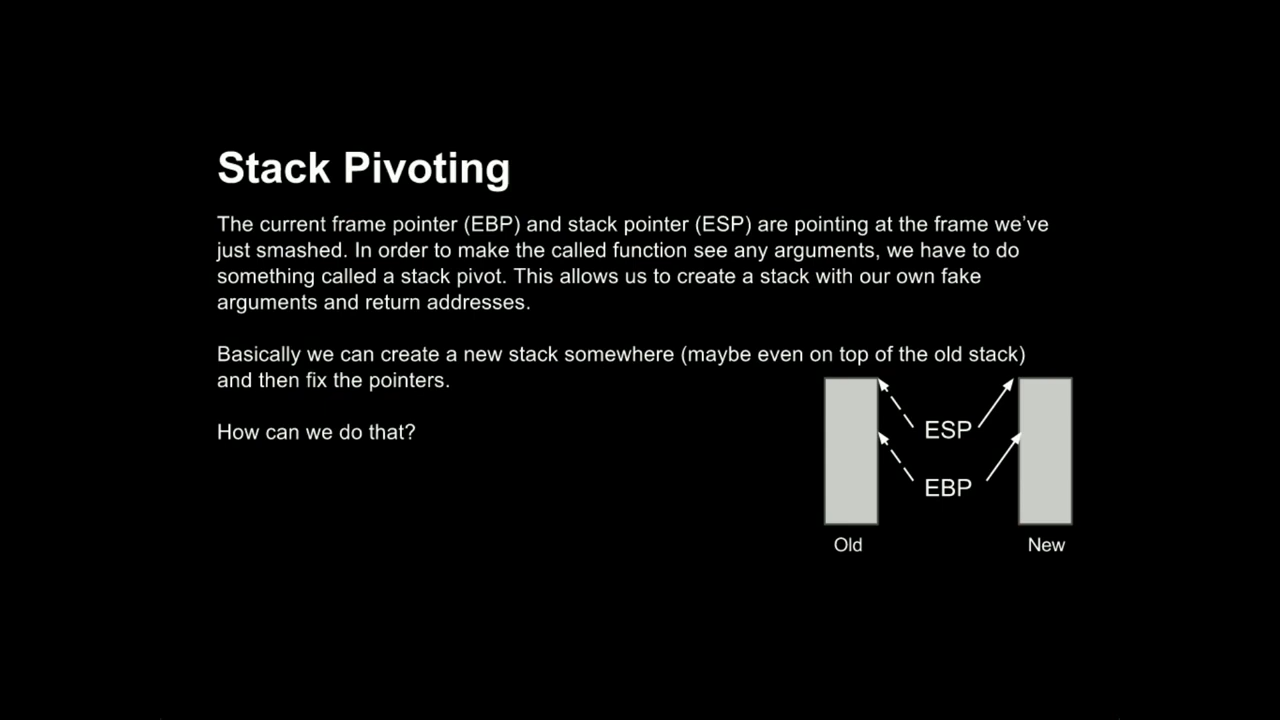 Stack Pivoting
The current frame pointer (EBP) and stack pointer (ESP) are pointing at the frame we’ve
just smashed. In order to make the called function see any arguments, we have to do
something called a stack pivot. This allows us to create a stack with our own fake
arguments and return addresses.
Basically we can create a new stack somewhere (maybe even on top of the old stack)
and then fix the pointers.
How can we do that?
ESP
EBP
Old
New